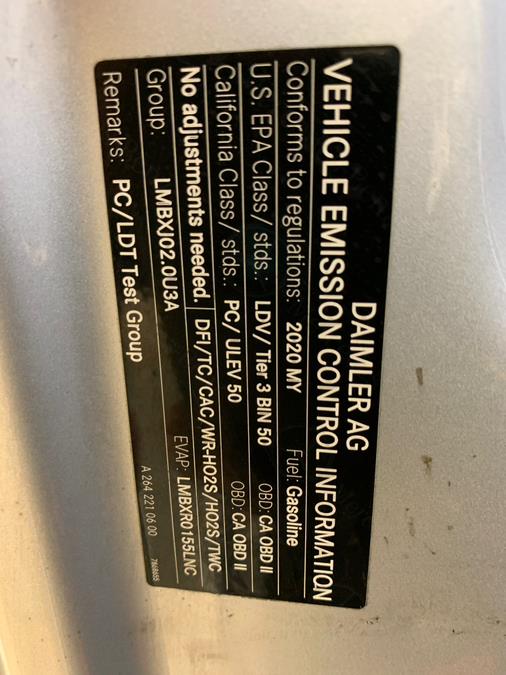 DAIMLER AG
VEHICLE EMISSION CONTROL INFORMATION
Conforms to regulations: 2020 MY Fuel: Gasoline
U.S. EPA Class/ stds.: LDV/ Tier 3 BIN 50 OBD: CA OBD II
California Class/ stds.: PC/ ULEV 50 OBD: CA OBD II
No adjustments needed. DFI/TC/CAC/WR-HO2S/HO2S/TWC
Group: LMBXJ02.0U3A EVAP: LMBXR0155LNC
Remarks: PC/LDT Test Group
A 264 221 06 00